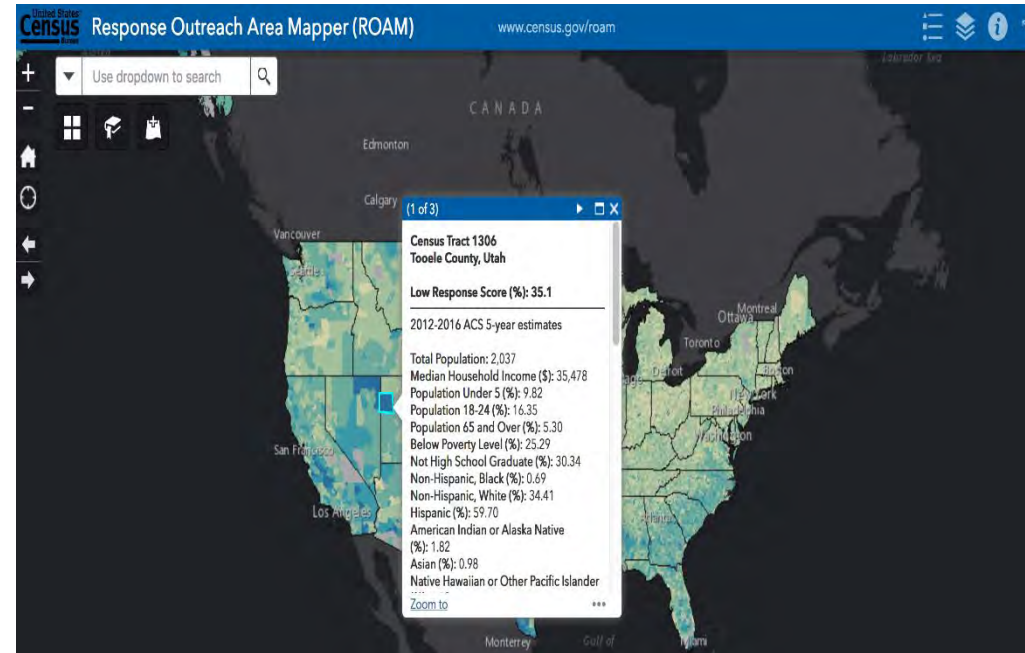 United States
Census
Bureau
Response Outreach Area Mapper (ROAM)
www.census.gov/roam
Use dropdown to search
Labrador Sea
CANADA
Edmonton
Calgary
Vancouver
Seattle
(1 of 3)
Census Tract 1306
Tooele County, Utah
Low Response Score (%): 35.1
2012-2016 ACS 5-year estimates
Total Population: 2,037
Median Household Income ($): 35,478
Population Under 5 (%): 9.82
Population 18-24 (%): 16.35
Population 65 and Over (%): 5.30
Below Poverty Level (%): 25.29
Not High School Graduate (%): 30.34
Non-Hispanic, Black (%): 0.69
Non-Hispanic, White (%): 34.41
Hispanic (%): 59.70
American Indian or Alaska Native
(%): 1.82
Asian (%): 0.98
Native Hawaiian or Other Pacific Islander
Zoom to
Montreal
Ottawa
Toronto
Detroit
Boston
New York
Philadelphia
Washington
San Francisco
Los Angeles
Atlanta
Monterrey
Gulf of
Miami